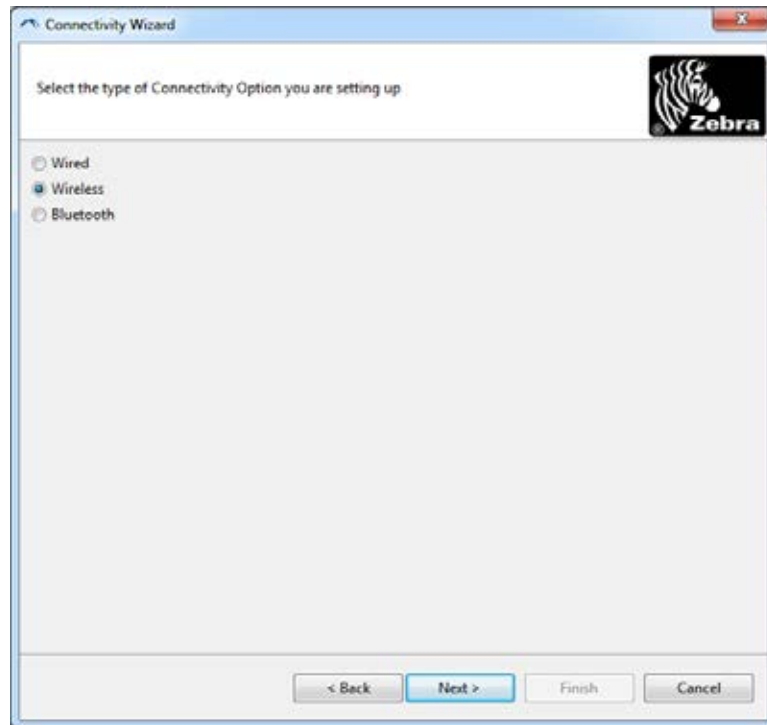 Connectivity Wizard
Select the type of Connectivity Option you are setting up
Zebra
Wired
Wireless
Bluetooth
< Back Next > Finish Cancel